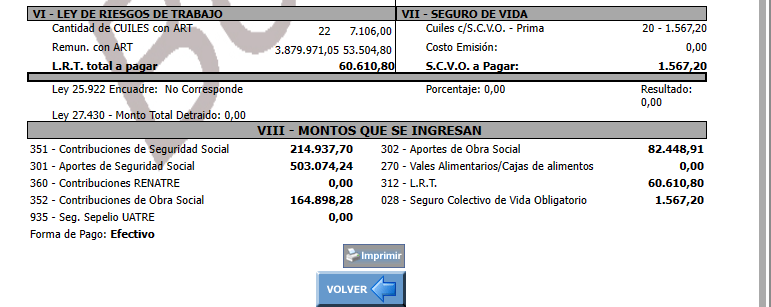 VI - LEY DE RIESGOS DE TRABAJO
Cantidad de CUILES con ART 22 7.106,00
Remun. con ART 3.879.971,05 53.504,80
L.R.T. total a pagar 60.610,80
VII - SEGURO DE VIDA
Cuiles c/S.C.V.O. - Prima 20 - 1.567,20
Costo Emisión: 0,00
S.C.V.O. a Pagar: 1.567,20
Ley 25.922 Encuadre: No Corresponde Porcentaje: 0,00 Resultado:
0,00
Ley 27.430 - Monto Total Detraido: 0,00
VIII - MONTOS QUE SE INGRESAN
351 - Contribuciones de Seguridad Social 214.937,70 302 - Aportes de Obra Social 82.448,91
301 - Aportes de Seguridad Social 503.074,24 270 - Vales Alimentarios/Cajas de alimentos 0,00
360 - Contribuciones RENATRE 0,00 312 - L.R.T. 60.610,80
352 - Contribuciones de Obra Social 164.898,28 028 - Seguro Colectivo de Vida Obligatorio 1.567,20
935 - Seg. Sepelio UATRE 0,00
Forma de Pago: Efectivo
Imprimir
VOLVER